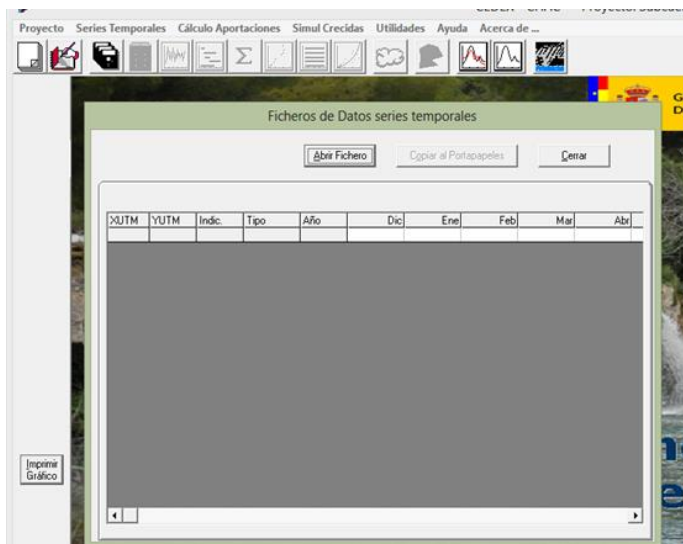 Proyecto Series Temporales Cálculo Aportaciones Simul Crecidas Utilidades Ayuda Acerca de ...
Ficheros de Datos series temporales
Abrir Fichero Copiar al Portapapeles Cerrar
XUTM YUTM Indic. Tipo Año Dic Ene Feb Mar Abr
Imprimir
Gráfico